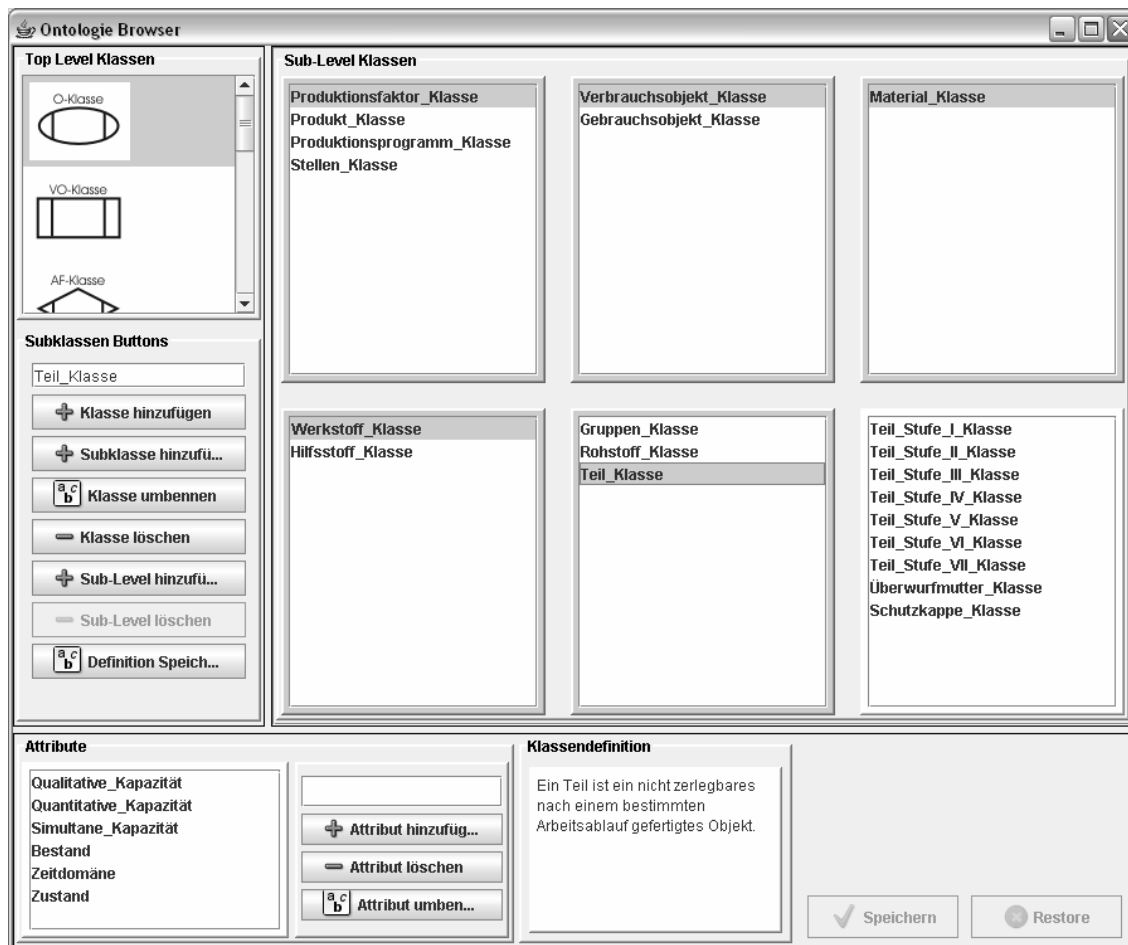 Ontologie Browser
Top Level Klassen
O-Klasse
VO-Klasse
AF-Klasse
Subklassen Buttons
Teil_Klasse
Klasse hinzufügen
Subklasse hinzufü...
Klasse umbennen
Klasse löschen
Sub-Level hinzufü...
Sub-Level löschen
Definition Speich...
Sub-Level Klassen
Produktionsfaktor_Klasse
Produkt_Klasse
Produktionsprogramm_Klasse
Stellen_Klasse
Verbrauchsobjekt_Klasse
Gebrauchsobjekt_Klasse
Material_Klasse
Werkstoff_Klasse
Hilfsstoff_Klasse
Gruppen_Klasse
Rohstoff_Klasse
Teil_Klasse
Teil_Stufe_I_Klasse
Teil_Stufe_II_Klasse
Teil_Stufe_III_Klasse
Teil_Stufe_IV_Klasse
Teil_Stufe_V_Klasse
Teil_Stufe_VI_Klasse
Teil_Stufe_VII_Klasse
Überwurfmutter_Klasse
Schutzkappe_Klasse
Attribute
Qualitative_Kapazität
Quantitative_Kapazität
Simultane_Kapazität
Bestand
Zeitdomäne
Zustand
Attribut hinzufüg...
Attribut löschen
Attribut umben...
Klassendefinition
Ein Teil ist ein nicht zerlegbares
nach einem bestimmten
Arbeitsablauf gefertigtes Objekt.
Speichern
Restore